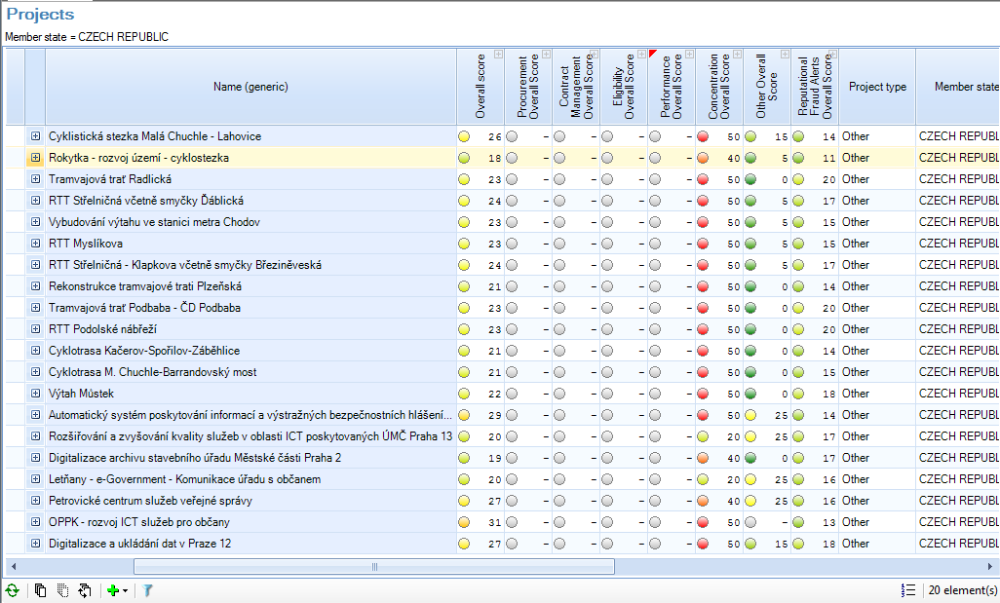 Projects
Member state = CZECH REPUBLIC
Name (generic) Overall score Procurement Overall Score Contract Management Overall Score Eligibility Overall Score Performance Overall Score Concentration Overall Score Other Overall Score Reputational Fraud Alerts Overall Score Project type Member state
Cyklistická stezka Malá Chuchle - Lahovice 26 - - - - 50 15 14 Other CZECH REPUBL
Rokytka - rozvoj území - cyklostezka 18 - - - - 40 5 11 Other CZECH REPUBL
Tramvajová trať Radlická 23 - - - - 50 0 20 Other CZECH REPUBL
RTT Střelničná včetně smyčky Ďáblická 24 - - - - 50 5 17 Other CZECH REPUBL
Vybudování výtahu ve stanici metra Chodov 23 - - - - 50 5 15 Other CZECH REPUBL
RTT Myslíkova 23 - - - - 50 5 15 Other CZECH REPUBL
RTT Střelničná - Klapkova včetně smyčky Březiněveská 24 - - - - 50 5 17 Other CZECH REPUBL
Rekonstrukce tramvajové trati Plzeňská 21 - - - - 50 0 14 Other CZECH REPUBL
Tramvajová trať Podbaba - ČD Podbaba 23 - - - - 50 0 20 Other CZECH REPUBL
RTT Podolské nábřeží 23 - - - - 50 0 20 Other CZECH REPUBL
Cyklotrasa Kačerov-Spořilov-Záběhlice 21 - - - - 50 0 14 Other CZECH REPUBL
Cyklotrasa M. Chuchle-Barrandovský most 21 - - - - 50 0 15 Other CZECH REPUBL
Výtah Můstek 22 - - - - 50 0 18 Other CZECH REPUBL
Automatický systém poskytování informací a výstražných bezpečnostních hlášení... 29 - - - - 50 25 14 Other CZECH REPUBL
Rozšiřování a zvyšování kvality služeb v oblasti ICT poskytovaných ÚMČ Praha 13 20 - - - - 20 25 17 Other CZECH REPUBL
Digitalizace archivu stavebního úřadu Městské části Praha 2 19 - - - - 40 0 17 Other CZECH REPUBL
Letňany - e-Government - Komunikace úřadu s občanem 20 - - - - 20 25 16 Other CZECH REPUBL
Petrovické centrum služeb veřejné správy 27 - - - - 40 25 16 Other CZECH REPUBL
OPPK - rozvoj ICT služeb pro občany 31 - - - - 50 - 13 Other CZECH REPUBL
Digitalizace a ukládání dat v Praze 12 27 - - - - 50 15 18 Other CZECH REPUBL
20 element(s)